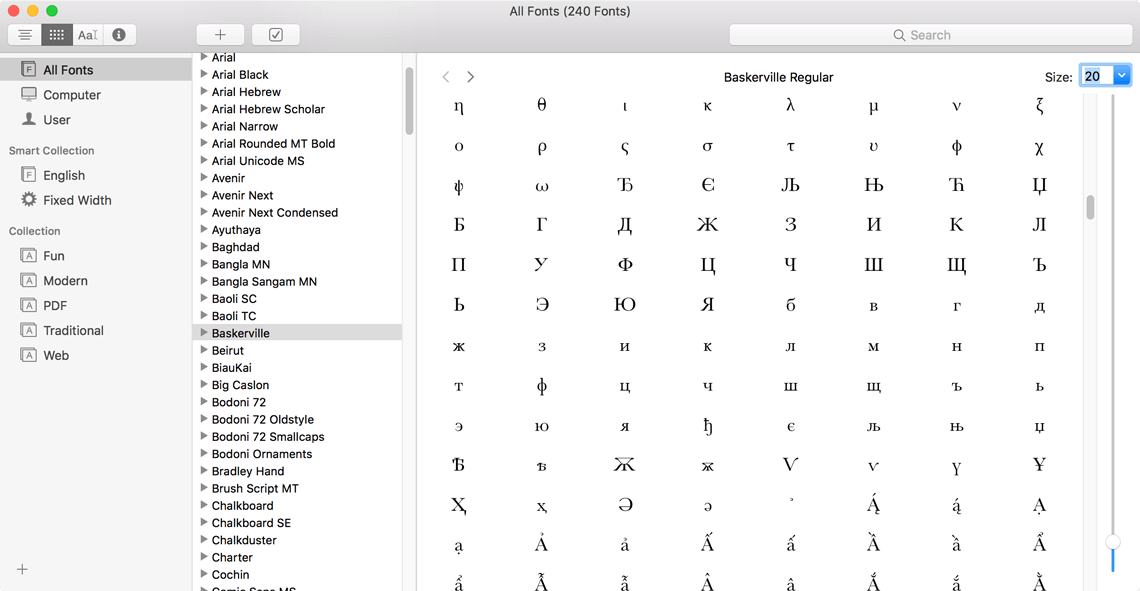 All Fonts (240 Fonts)
Aa
Search
All Fonts
Computer
User
Smart Collection
English
Fixed Width
Collection
Fun
Modern
PDF
Traditional
Web
Arial
Arial Black
Arial Hebrew
Arial Hebrew Scholar
Arial Narrow
Arial Rounded MT Bold
Arial Unicode MS
Avenir
Avenir Next
Avenir Next Condensed
Ayuthaya
Baghdad
Bangla MN
Bangla Sangam MN
Baoli SC
Baoli TC
Baskerville
Beirut
BiauKai
Big Caslon
Bodoni 72
Bodoni 72 Oldstyle
Bodoni 72 Smallcaps
Bodoni Ornaments
Bradley Hand
Brush Script MT
Chalkboard
Chalkboard SE
Chalkduster
Charter
Cochin
Comic Sans MS
Baskerville Regular
Size: 20
η θ ι κ λ μ ν ξ
ο ρ ς σ τ υ ϕ χ
ψ ω Ђ Є Љ Њ Ћ Џ
Б Г Д Ж З И К Л
П У Ф Ц Ч Ш Щ Ъ
Ь Э Ю Я б в г д
ж з и к л м н п
т ф ц ч ш щ ъ ь
э ю я ђ є љ њ џ
Ѣ ѣ Ѫ ѫ Ѵ ѵ ү Ұ
Ҳ ҳ Ә ə ᾿ Ą́ ą́ Ạ
ạ Ả ả Ấ ấ Ầ ầ Ẩ
ẩ Ẫ ẫ Ậ ậ Ắ ắ Ằ